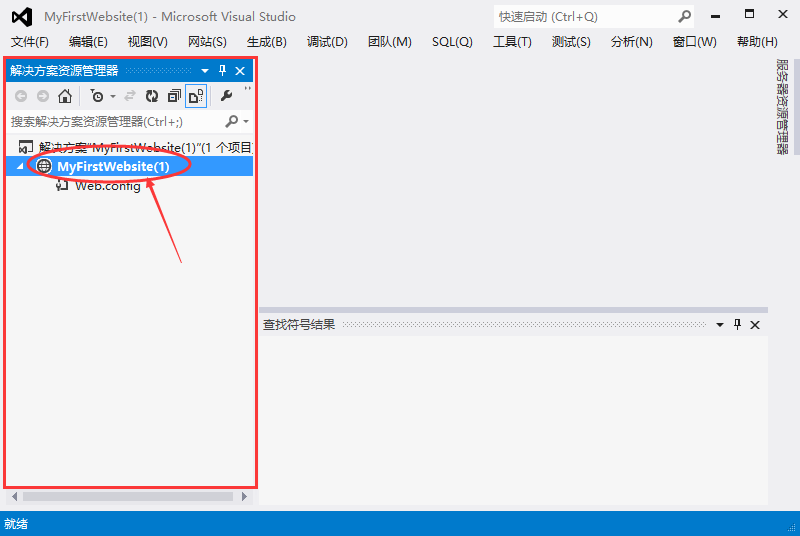 MyFirstWebsite(1) - Microsoft Visual Studio
快速启动 (Ctrl+Q)
文件(F) 编辑(E) 视图(V) 网站(S) 生成(B) 调试(D) 团队(M) SQL(Q) 工具(T) 测试(S) 分析(N) 窗口(W) 帮助(H)
解决方案资源管理器
搜索解决方案资源管理器(Ctrl+;)
解决方案"MyFirstWebsite(1)"(1 个项目
MyFirstWebsite(1)
Web.config
服务器资源管理器
查找符号结果
就绪